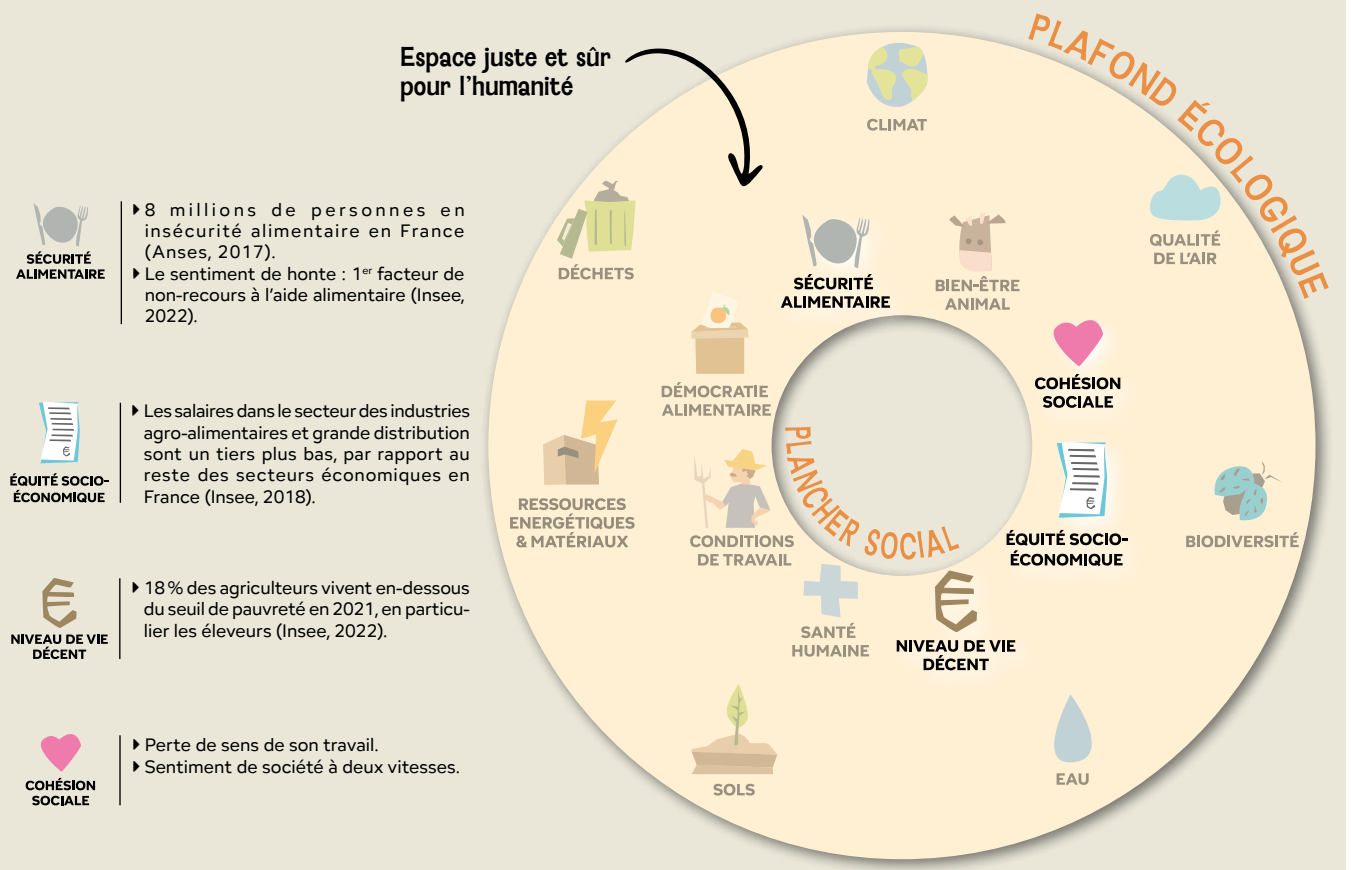 Espace juste et sûr
pour l'humanité
PLAFOND ÉCOLOGIQUE
CLIMAT
SÉCURITÉ
ALIMENTAIRE
8 millions de personnes en
insécurité alimentaire en France
(Anses, 2017).
Le sentiment de honte : 1er facteur de
non-recours à l'aide alimentaire (Insee,
2022).
ÉQUITÉ SOCIO-
ÉCONOMIQUE
Les salaires dans le secteur des industries
agro-alimentaires et grande distribution
sont un tiers plus bas, par rapport au
reste des secteurs économiques en
France (Insee, 2018).
NIVEAU DE VIE
DÉCENT
18 % des agriculteurs vivent en-dessous
du seuil de pauvreté en 2021, en particu-
lier les éleveurs (Insee, 2022).
COHÉSION
SOCIALE
Perte de sens de son travail.
Sentiment de société à deux vitesses.
DÉCHETS
SÉCURITÉ
ALIMENTAIRE
BIEN-ÊTRE
ANIMAL
QUALITÉ
DE L'AIR
DÉMOCRATIE
ALIMENTAIRE
COHÉSION
SOCIALE
PLANCHER SOCIAL
RESSOURCES
ENERGÉTIQUES
& MATÉRIAUX
CONDITIONS
DE TRAVAIL
ÉQUITÉ SOCIO-
ÉCONOMIQUE
BIODIVERSITÉ
SANTÉ
HUMAINE
NIVEAU DE VIE
DÉCENT
SOLS
EAU